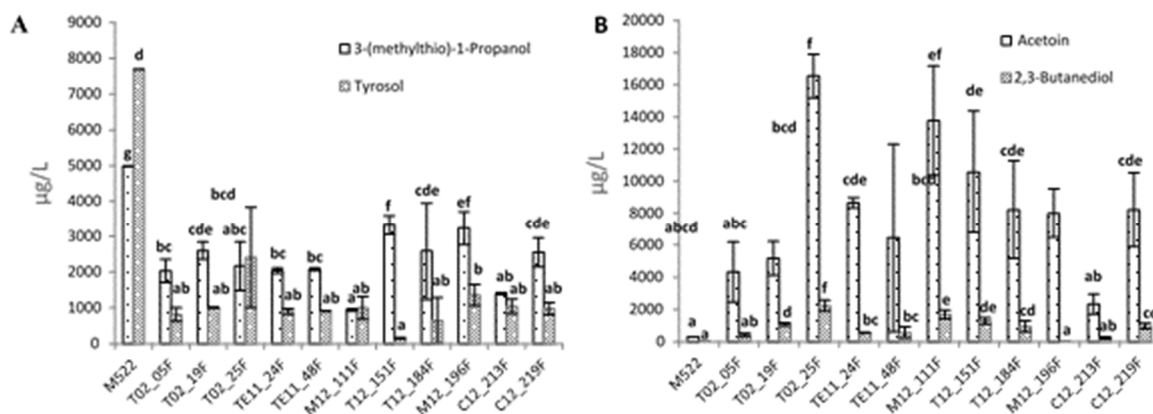 A
9000
8000
7000
6000
5000
4000
3000
2000
1000
0
µg/L
3-(methylthio)-1-Propanol
Tyrosol
g
d
bc
ab
cde
ab
abc
bcd
bc
ab
bc
ab
a
ab
f
a
cde
ab
ef
b
ab
ab
cde
ab
M522
T02_05F
T02_19F
T02_25F
TE11_24F
TE11_48F
M12_111F
T12_151F
T12_184F
M12_196F
C12_213F
C12_219F
B
20000
18000
16000
14000
12000
10000
8000
6000
4000
2000
0
µg/L
Acetoin
2,3-Butanediol
a
a
abcd
abc
ab
bcd
d
f
f
cde
bc
bcd
bc
ef
e
de
de
cde
cd
a
ab
ab
cde
cd
M522
T02_05F
T02_19F
T02_25F
TE11_24F
TE11_48F
M12_111F
T12_151F
T12_184F
M12_196F
C12_213F
C12_219F